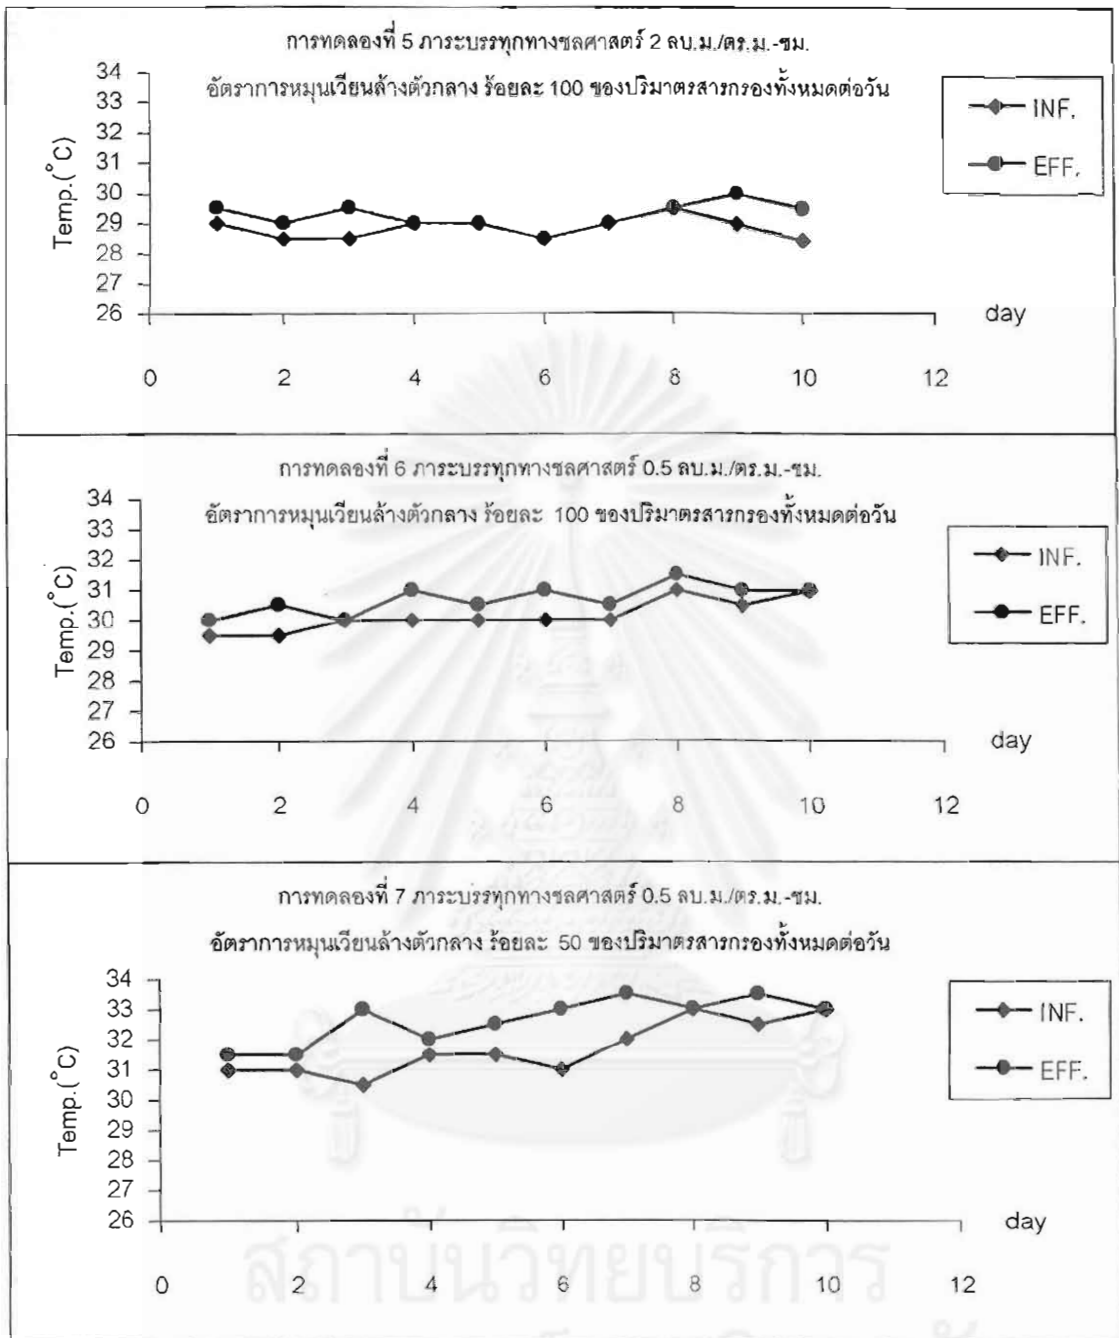 การทดลองที่ 5 ภาระบรรทุกทางชลศาสตร์ 2 ลบ.ม./ตร.ม.-ชม.
อัตราการหมุนเวียนล้างตัวกลาง ร้อยละ 100 ของปริมาตรสารกรองทั้งหมดต่อวัน
34
33
32
31
30
29
28
27
26
Temp.(°C)
INF.
EFF.
day
0 2 4 6 8 10 12
การทดลองที่ 6 ภาระบรรทุกทางชลศาสตร์ 0.5 ลบ.ม./ตร.ม.-ชม.
อัตราการหมุนเวียนล้างตัวกลาง ร้อยละ 100 ของปริมาตรสารกรองทั้งหมดต่อวัน
34
33
32
31
30
29
28
27
26
Temp.(°C)
INF.
EFF.
day
0 2 4 6 8 10 12
การทดลองที่ 7 ภาระบรรทุกทางชลศาสตร์ 0.5 ลบ.ม./ตร.ม.-ชม.
อัตราการหมุนเวียนล้างตัวกลาง ร้อยละ 50 ของปริมาตรสารกรองทั้งหมดต่อวัน
34
33
32
31
30
29
28
27
26
Temp.(°C)
INF.
EFF.
day
0 2 4 6 8 10 12
สถาบันวิทยบริการ